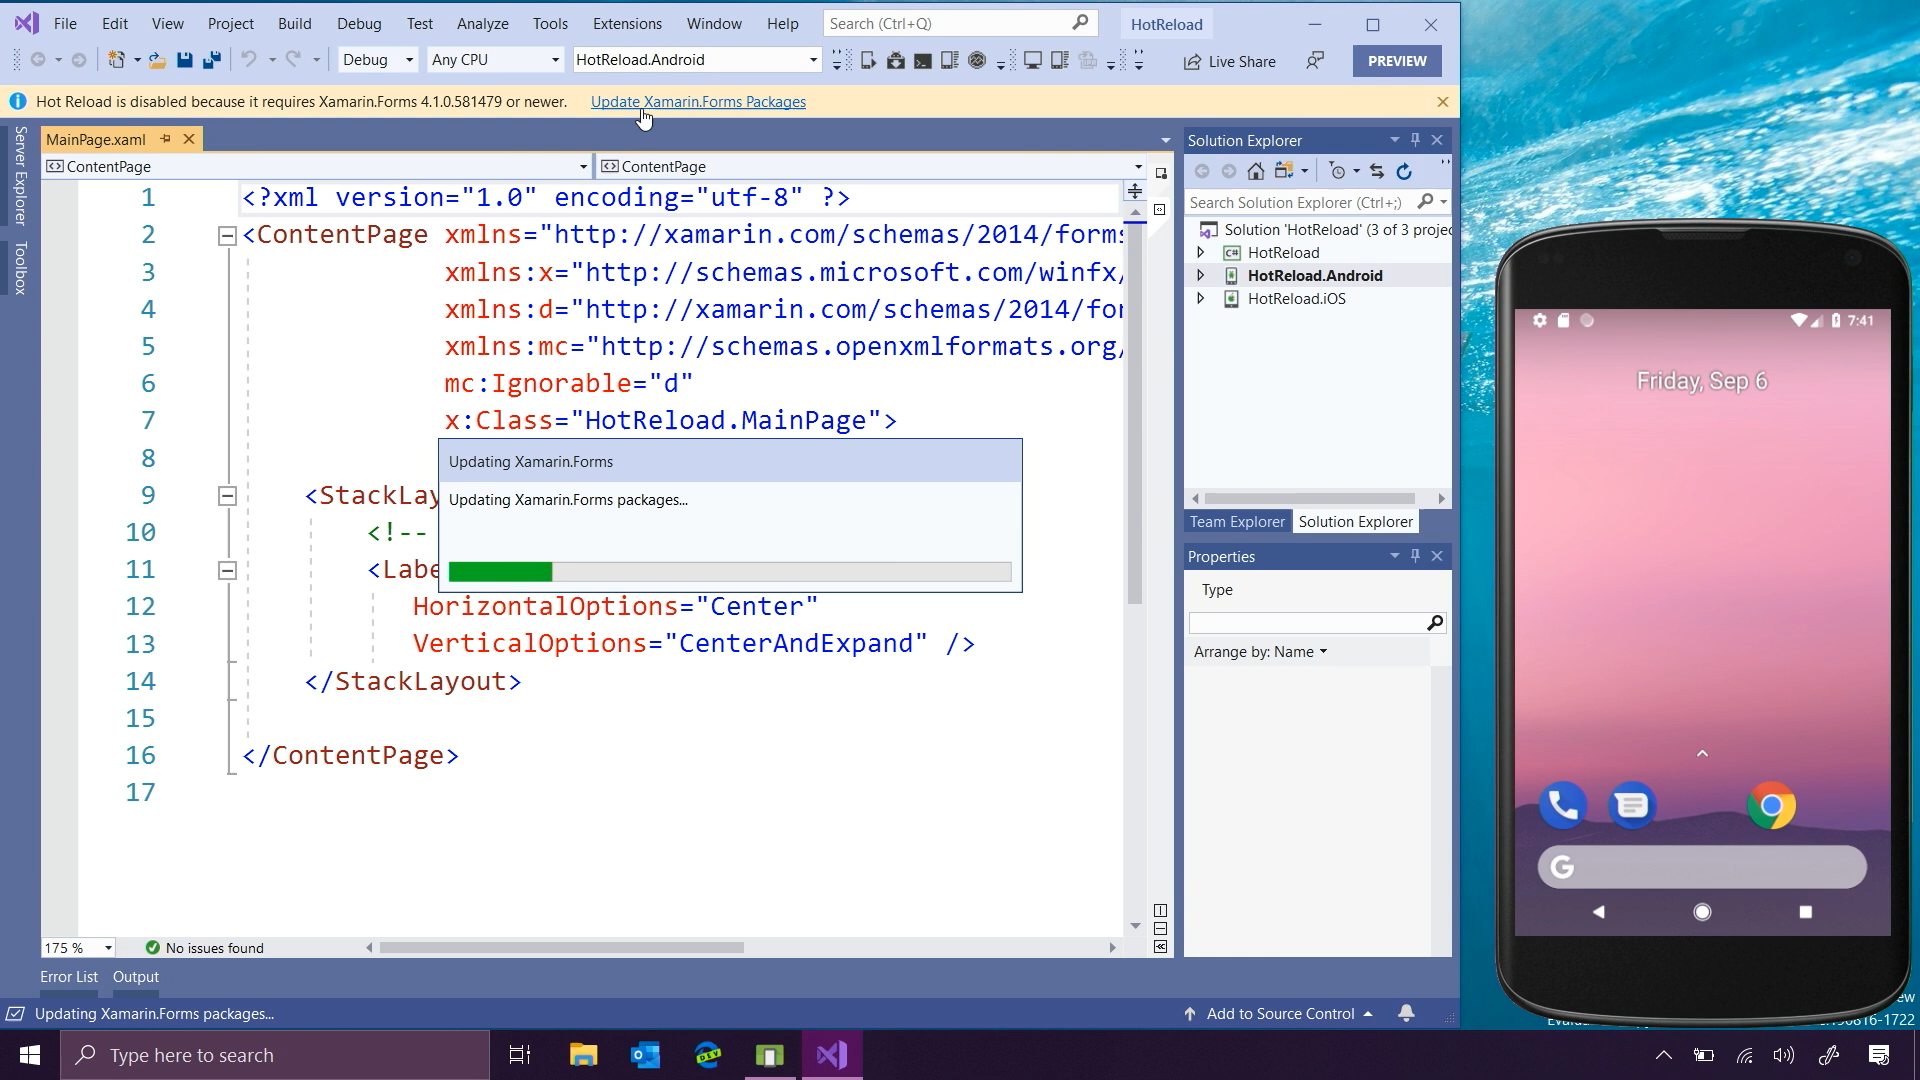 File Edit View Project Build Debug Test Analyze Tools Extensions Window Help Search (Ctrl+Q) HotReload
Debug Any CPU HotReload.Android Live Share PREVIEW
Hot Reload is disabled because it requires Xamarin.Forms 4.1.0.581479 or newer. Update Xamarin.Forms Packages
Server Explorer
Toolbox
MainPage.xaml
ContentPage ContentPage
1 <?xml version="1.0" encoding="utf-8" ?>
2 <ContentPage xmlns="http://xamarin.com/schemas/2014/forms
3 xmlns:x="http://schemas.microsoft.com/winfx/
4 xmlns:d="http://xamarin.com/schemas/2014/for
5 xmlns:mc="http://schemas.openxmlformats.org/
6 mc:Ignorable="d"
7 x:Class="HotReload.MainPage">
8
9 <StackLay
10 <!--
11 <Labe
12 HorizontalOptions="Center"
13 VerticalOptions="CenterAndExpand" />
14 </StackLayout>
15
16 </ContentPage>
17
Updating Xamarin.Forms
Updating Xamarin.Forms packages...
175 % No issues found
Error List Output
Updating Xamarin.Forms packages... Add to Source Control
Solution Explorer
Search Solution Explorer (Ctrl+;)
Solution 'HotReload' (3 of 3 projec
C# HotReload
HotReload.Android
HotReload.iOS
Team Explorer Solution Explorer
Properties
Type
Arrange by: Name
7:41
Friday, Sep 6
G
ew
Type here to search
DEV